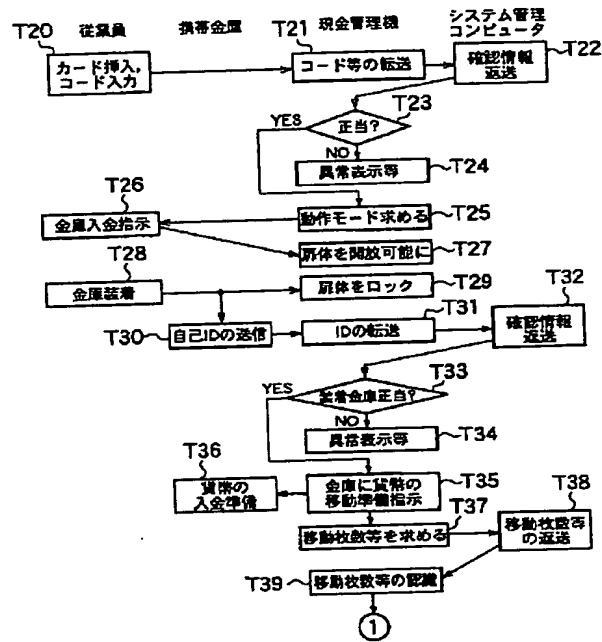 従業員
携帯金庫
現金管理機
システム管理
コンピュータ
T20
カード挿入,
コード入力
T21
コード等の転送
T22
確認情報
返送
T23
正当?
YES
NO
異常表示等
T24
T26
金庫入金指示
動作モード求める
T25
扉体を開放可能に
T27
T28
金庫装着
扉体をロック
T29
T30
自己IDの送信
T31
IDの転送
T32
確認情報
返送
T33
装着金庫正当?
YES
NO
異常表示等
T34
T36
貨幣の
入金準備
金庫に貨幣の
移動準備指示
T35
T37
移動枚数等を求める
T38
移動枚数等
の返送
T39
移動枚数等の認識
1